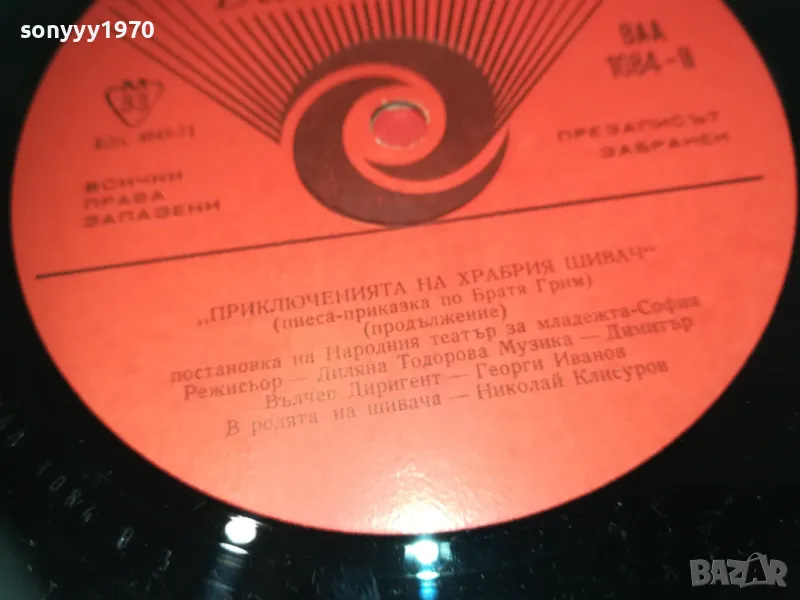 sonyyy1970
ВАА
1084-II
ВСИЧКИ
ПРАВА
ЗАПАЗЕНИ
ПРЕЗАПИСЪТ
ЗАБРАНЕН
„ПРИКЛЮЧЕНИЯТА НА ХРАБРИЯ ШИВАЧ“
(пиеса-приказка по Братя Грим)
(продължение)
постановка на Народния театър за младежта-София
Режисьор — Лиляна Тодорова Музика — Димитър
Вълчев Диригент — Георги Иванов
В ролята на шивача — Николай Клисуров
BAZAR